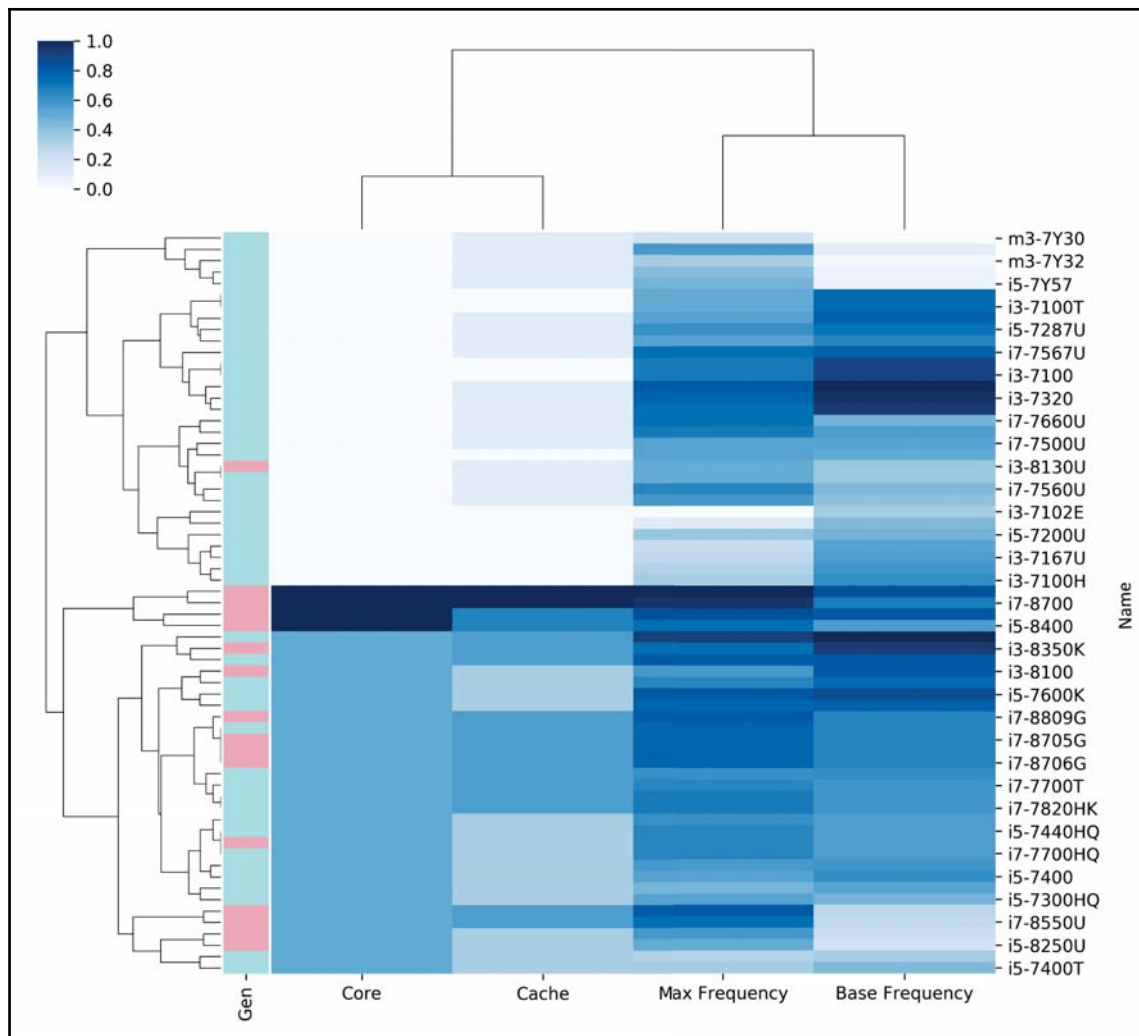 1.0
0.8
0.6
0.4
0.2
0.0
m3-7Y30
m3-7Y32
i5-7Y57
i3-7100T
i5-7287U
i7-7567U
i3-7100
i3-7320
i7-7660U
i7-7500U
i3-8130U
i7-7560U
i3-7102E
i5-7200U
i3-7167U
i3-7100H
i7-8700
i5-8400
i3-8350K
i3-8100
i5-7600K
i7-8809G
i7-8705G
i7-8706G
i7-7700T
i7-7820HK
i5-7440HQ
i7-7700HQ
i5-7400
i5-7300HQ
i7-8550U
i5-8250U
i5-7400T
Name
Gen
Core
Cache
Max Frequency
Base Frequency